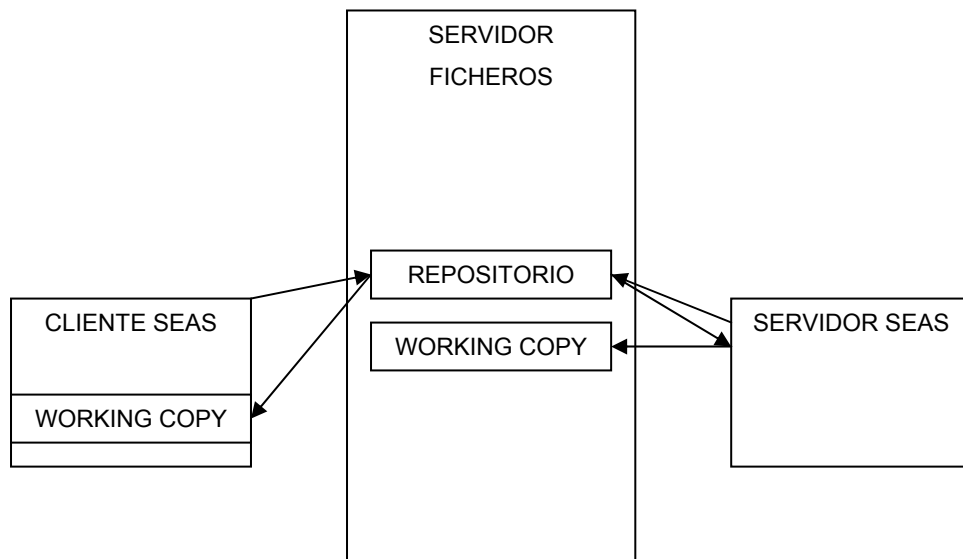 SERVIDOR
FICHEROS
REPOSITORIO
CLIENTE SEAS
WORKING COPY
SERVIDOR SEAS
WORKING COPY